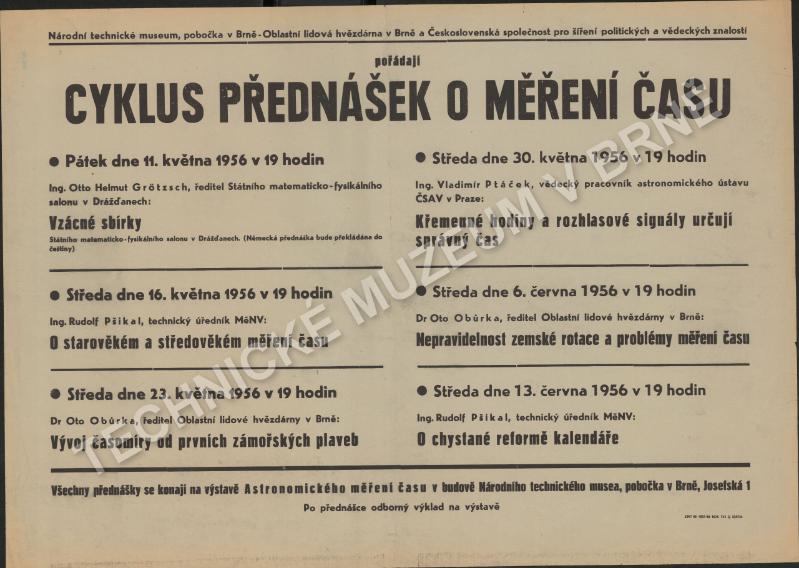 Národní technické museum, pobočka v Brně - Oblastní lidová hvězdárna v Brně a Československá společnost pro šíření politických a vědeckých znalostí
pořádají
CYKLUS PŘEDNÁŠEK O MĚŘENÍ ČASU
● Pátek dne 11. května 1956 v 19 hodin
Ing. Otto Helmut Grötzsch, ředitel Státního matematicko-fysikálního
salonu v Drážďanech:
Vzácné sbírky
Státního matematicko-fysikálního salonu v Drážďanech. (Německá přednáška bude překládána do
češtiny)
● Středa dne 16. května 1956 v 19 hodin
Ing. Rudolf Pšikal, technický úředník MěNV:
O starověkém a středověkém měření času
● Středa dne 23. května 1956 v 19 hodin
Dr Oto Obůrka, ředitel Oblastní lidové hvězdárny v Brně:
Vývoj časomíry od prvních zámořských plaveb
● Středa dne 30. května 1956 v 19 hodin
Ing. Vladimír Ptáček, vědecký pracovník astronomického ústavu
ČSAV v Praze:
Křemenné hodiny a rozhlasové signály určují
správný čas
● Středa dne 6. června 1956 v 19 hodin
Dr Oto Obůrka, ředitel Oblastní lidové hvězdárny v Brně:
Nepravidelnost zemské rotace a problémy měření času
● Středa dne 13. června 1956 v 19 hodin
Ing. Rudolf Pšikal, technický úředník MěNV:
O chystané reformě kalendáře
Všechny přednášky se konají na výstavě Astronomického měření času v budově Národního technického musea, pobočka v Brně, Josefská 1
Po přednášce odborný výklad na výstavě
TECHNICKÉ MUZEUM V BRNĚ